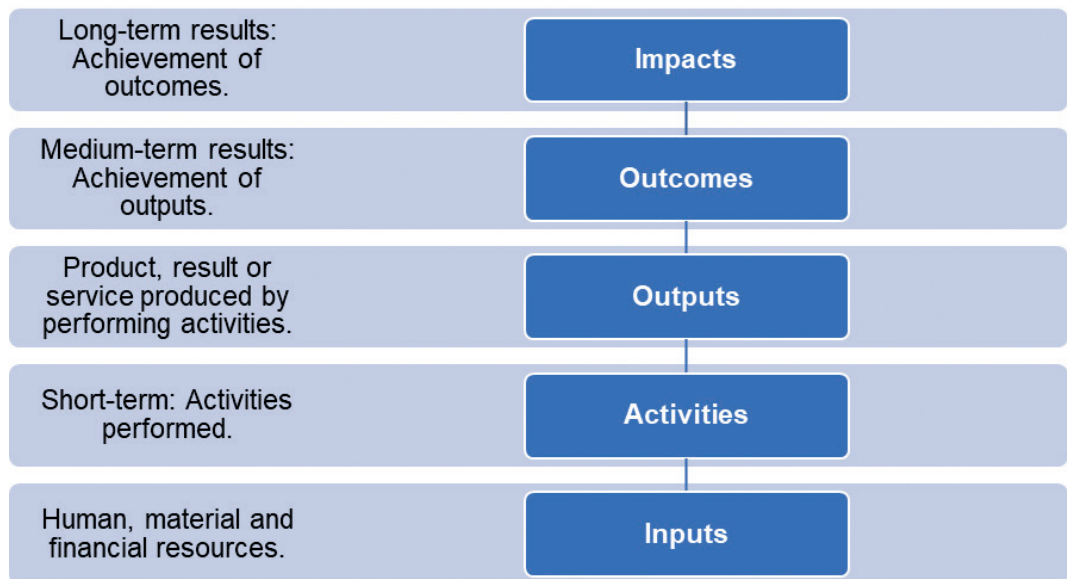 Long-term results:
Achievement of
outcomes.
Impacts
Medium-term results:
Achievement of
outputs.
Outcomes
Product, result or
service produced by
performing activities.
Outputs
Short-term: Activities
performed.
Activities
Human, material and
financial resources.
Inputs